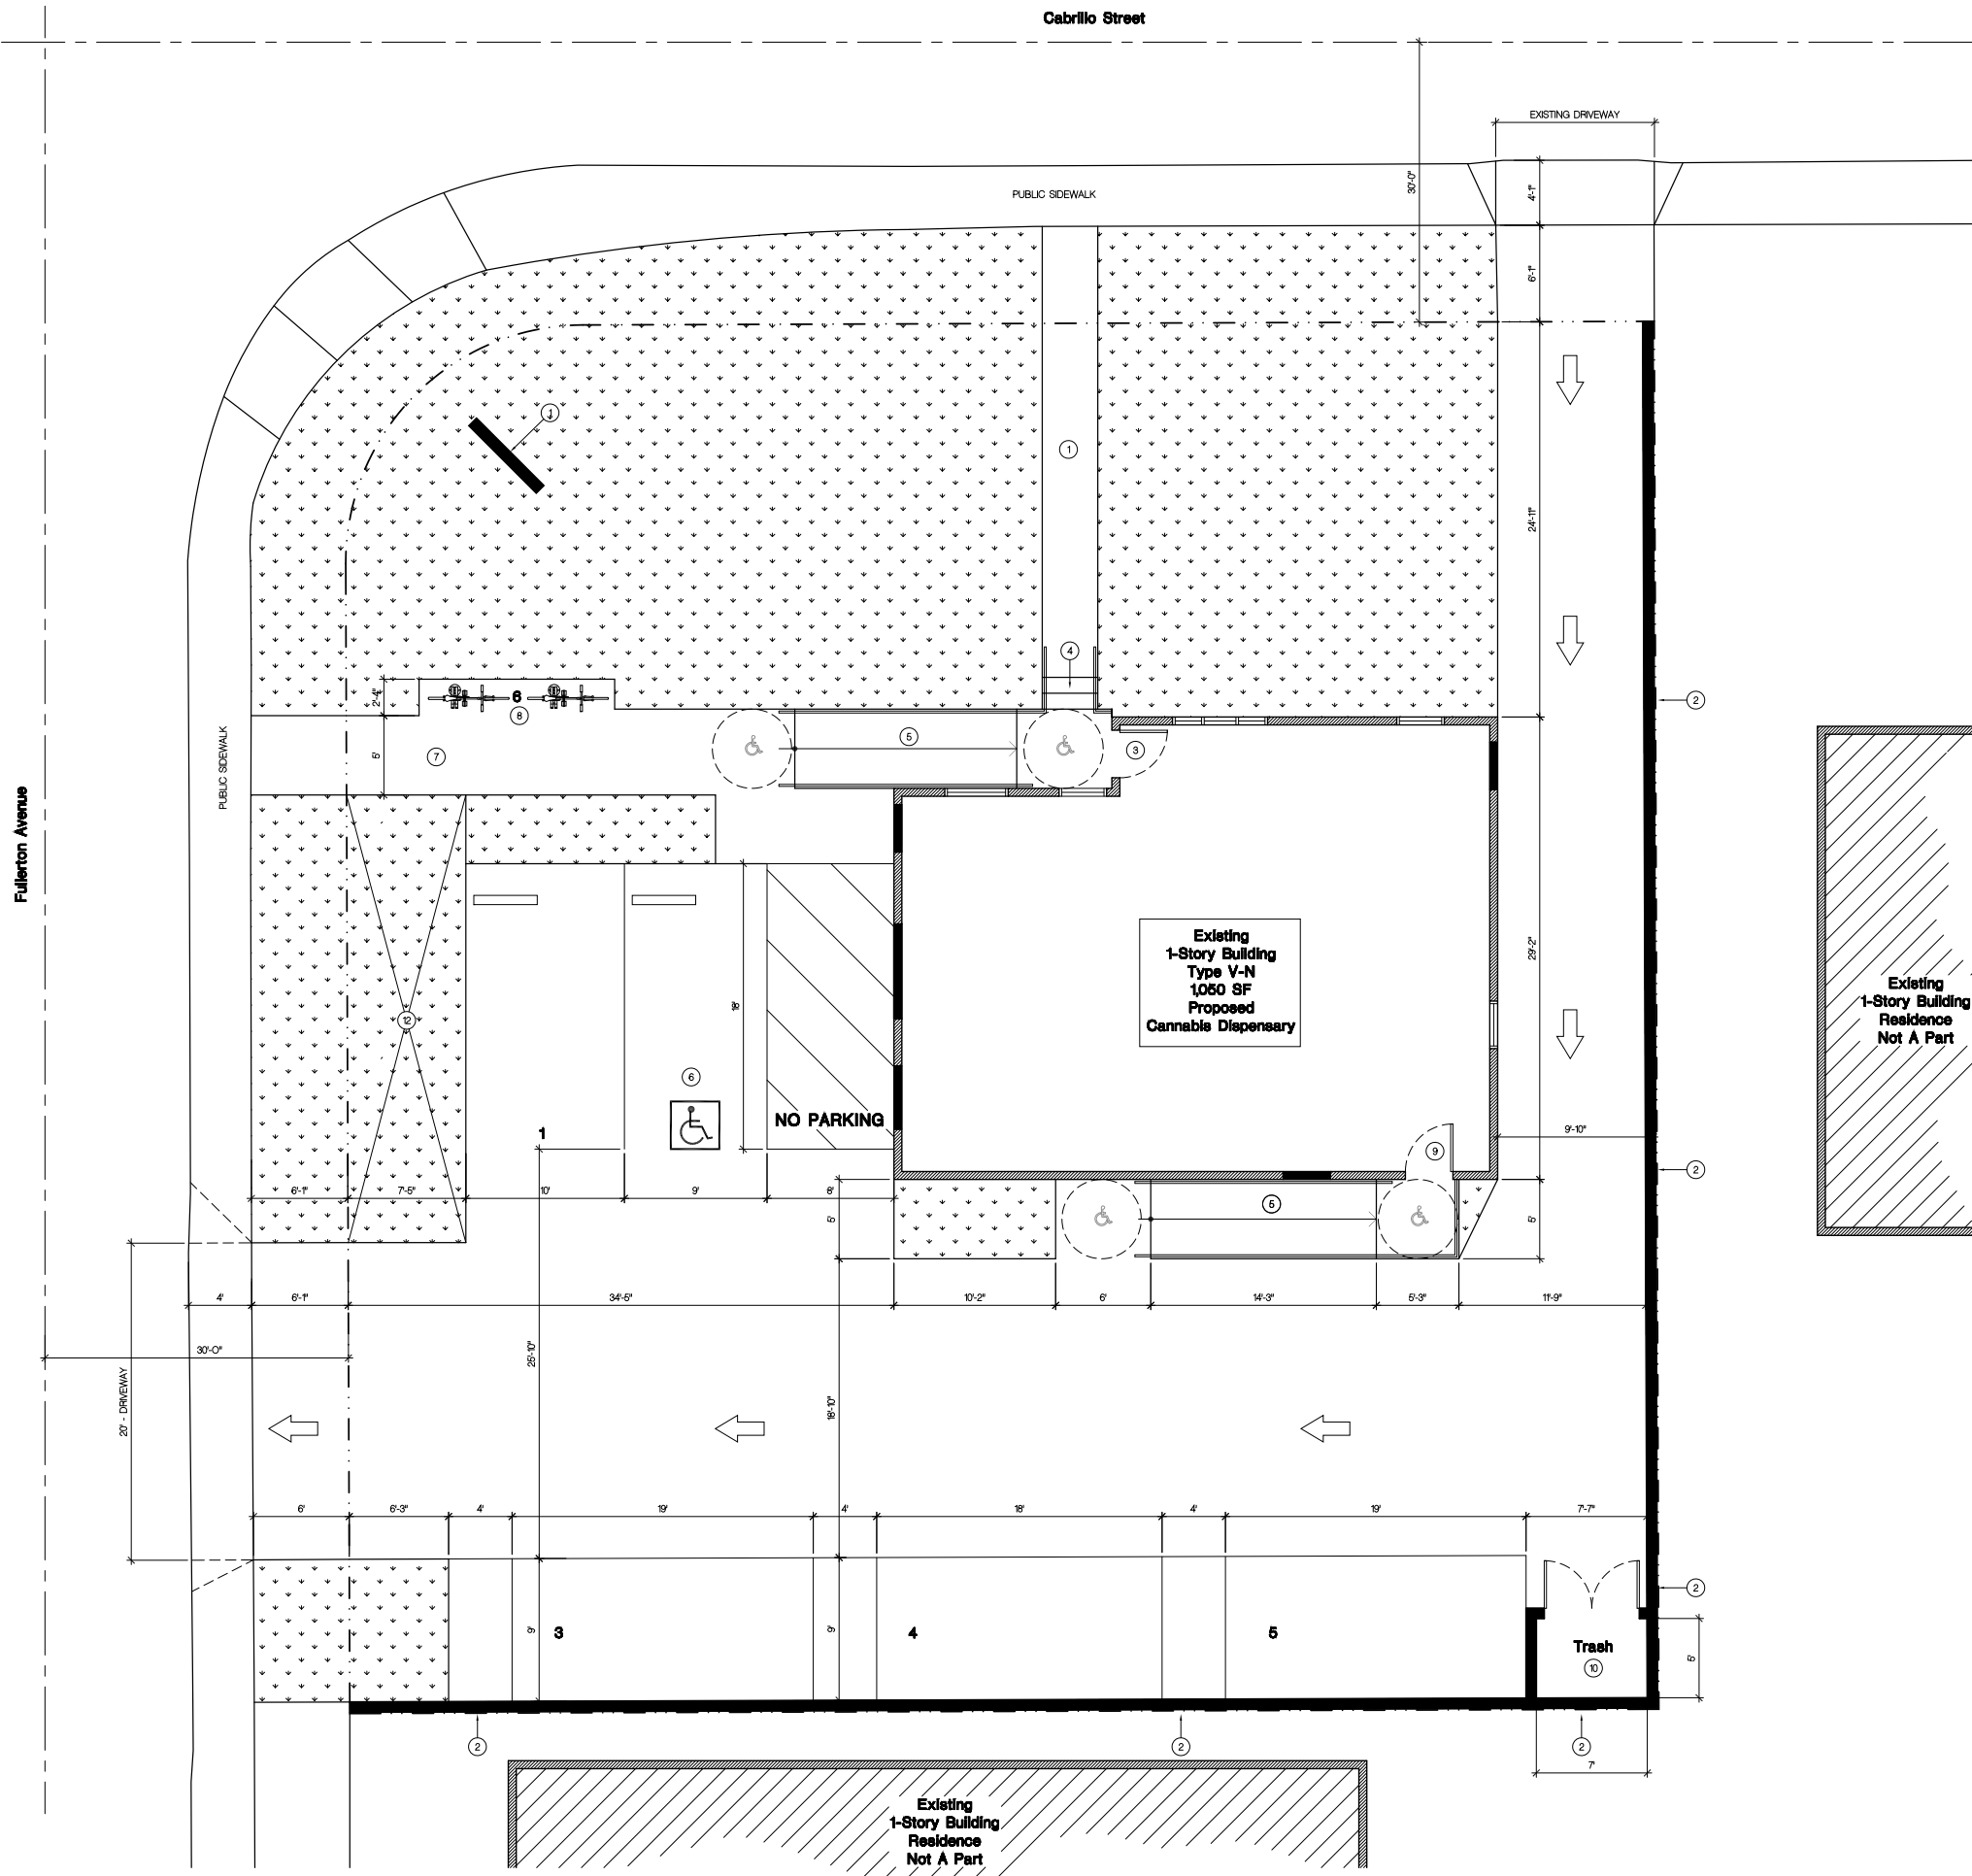 Cabrillo Street
EXISTING DRIVEWAY
PUBLIC SIDEWALK
30'-0"
4'-1"
6'-1"
1
1
24'-11"
4
2
2'-4"
6
8
PUBLIC SIDEWALK
5'
7
5
3
Fullerton Avenue
Existing
1-Story Building
Type V-N
1,050 SF
Proposed
Cannabis Dispensary
29'-2"
Existing
1-Story Building
Residence
Not A Part
18'
12
6
1
NO PARKING
9
9'-10"
2
6'-1"
7'-5"
10'
9'
8'
5'
5
5'
4'
6'-1"
34'-5"
10'-2"
6'
14'-3"
5'-3"
11'-9"
30'-0"
25'-10"
18'-10"
20' - DRIVEWAY
6'
6'-3"
4'
19'
4'
18'
4'
19'
7'-7"
2
9'
3
9'
4
5
Trash
10
2
2
2
7'
Existing
1-Story Building
Residence
Not A Part